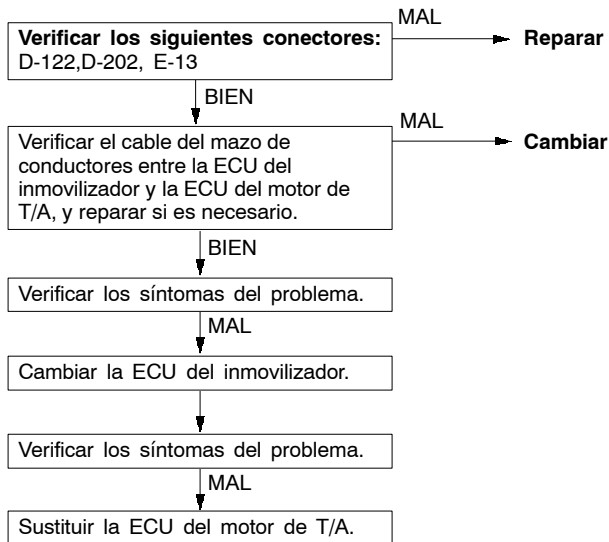 MAL
Verificar los siguientes conectores:
D-122,D-202, E-13
Reparar
BIEN
MAL
Verificar el cable del mazo de
conductores entre la ECU del
inmovilizador y la ECU del motor de
T/A, y reparar si es necesario.
Cambiar
BIEN
Verificar los síntomas del problema.
MAL
Cambiar la ECU del inmovilizador.
Verificar los síntomas del problema.
MAL
Sustituir la ECU del motor de T/A.